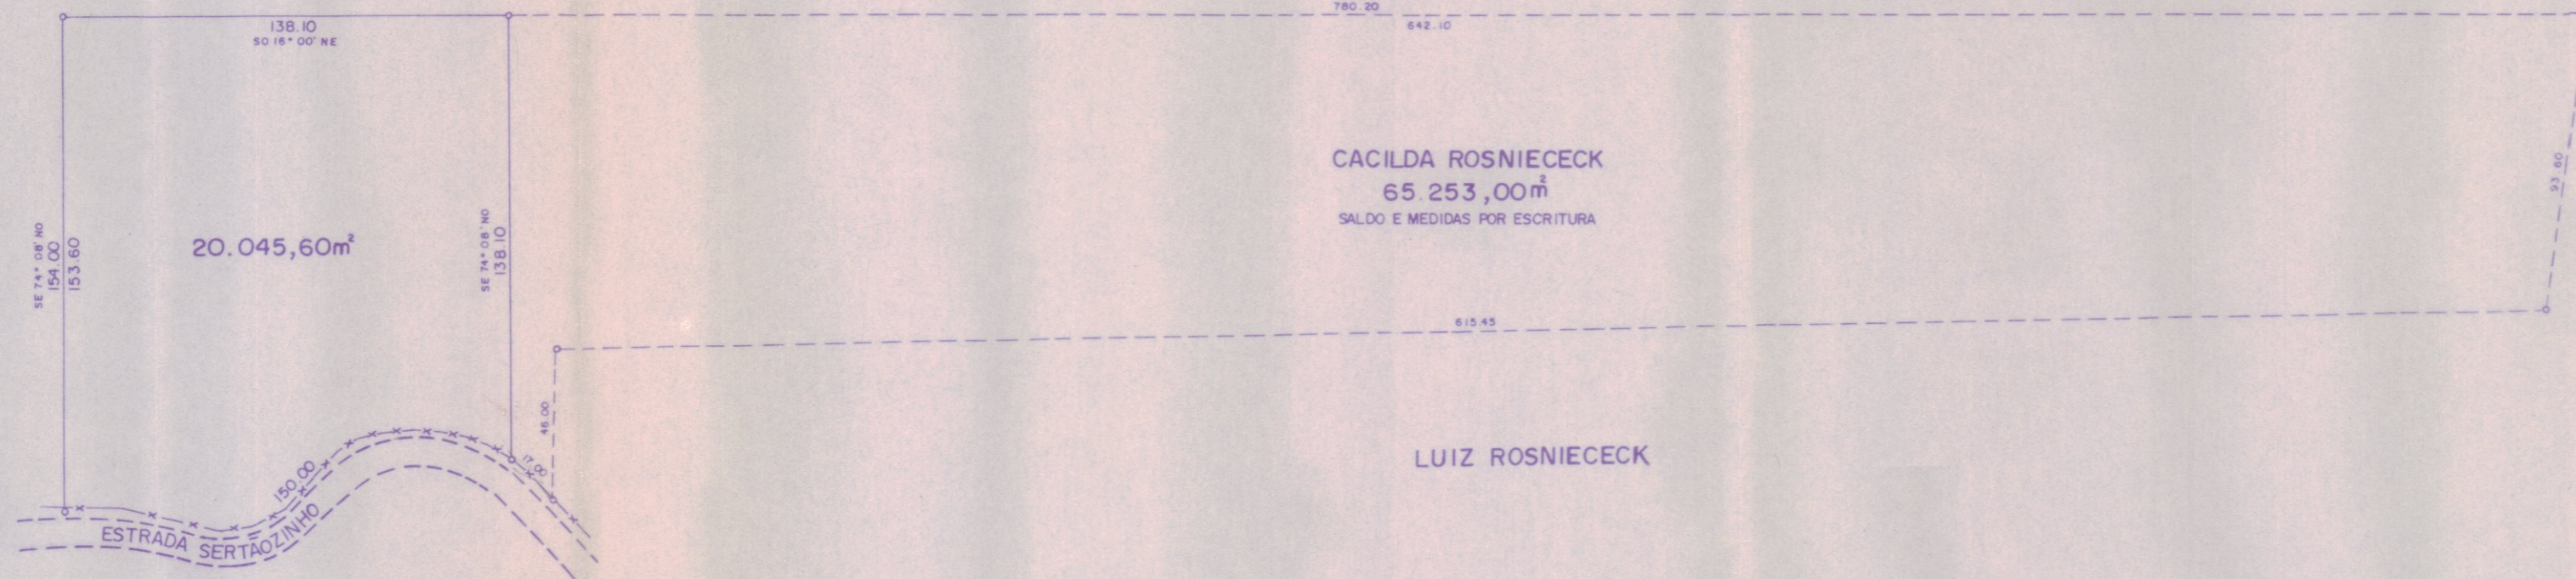 780.20
642.10
138.10
SO 16° 00' NE
SE 74° 08' NO
154.00
153.60
20.045,60m²
SE 74° 08' NO
138.10
CACILDA ROSNIECECK
65.253,00m²
SALDO E MEDIDAS POR ESCRITURA
93.60
615.45
46.00
17.00
150.00
LUIZ ROSNIECECK
ESTRADA SERTÃOZINHO